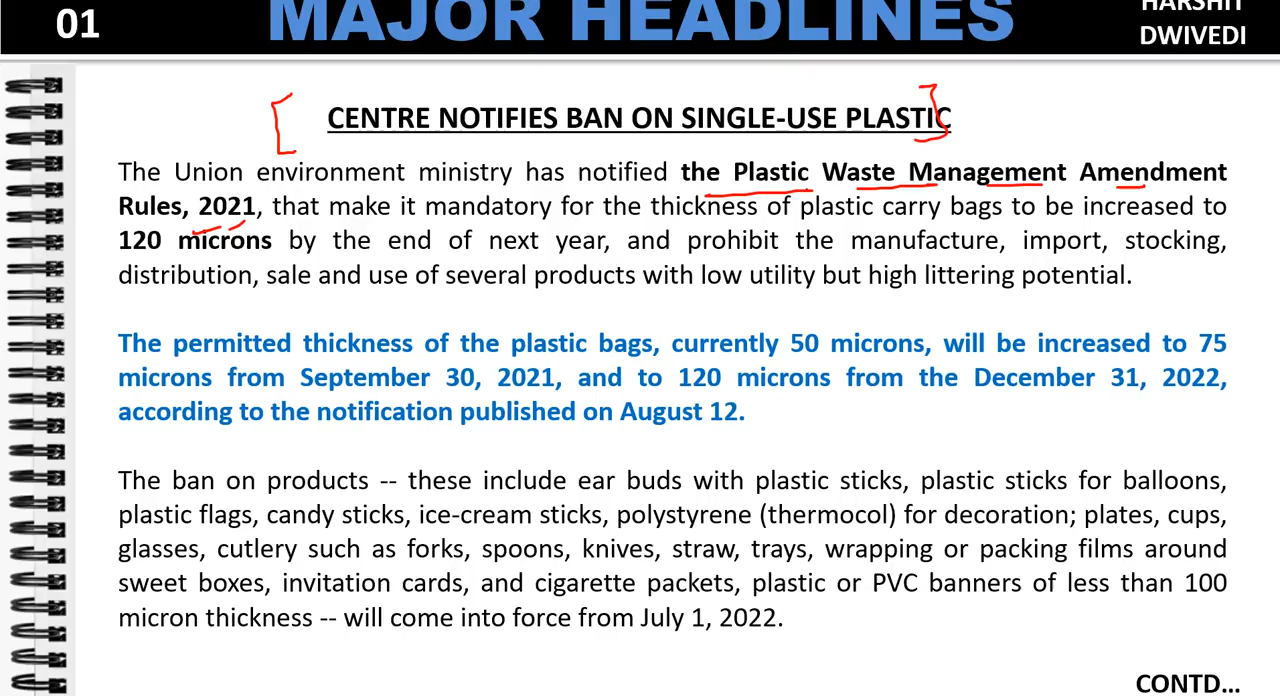 01
MAJOR HEADLINES
HARSHIT
DWIVEDI
CENTRE NOTIFIES BAN ON SINGLE-USE PLASTIC
The Union environment ministry has notified the Plastic Waste Management Amendment
Rules, 2021, that make it mandatory for the thickness of plastic carry bags to be increased to
120 microns by the end of next year, and prohibit the manufacture, import, stocking,
distribution, sale and use of several products with low utility but high littering potential.
The permitted thickness of the plastic bags, currently 50 microns, will be increased to 75
microns from September 30, 2021, and to 120 microns from the December 31, 2022,
according to the notification published on August 12.
The ban on products -- these include ear buds with plastic sticks, plastic sticks for balloons,
plastic flags, candy sticks, ice-cream sticks, polystyrene (thermocol) for decoration; plates, cups,
glasses, cutlery such as forks, spoons, knives, straw, trays, wrapping or packing films around
sweet boxes, invitation cards, and cigarette packets, plastic or PVC banners of less than 100
micron thickness -- will come into force from July 1, 2022.
CONTD...